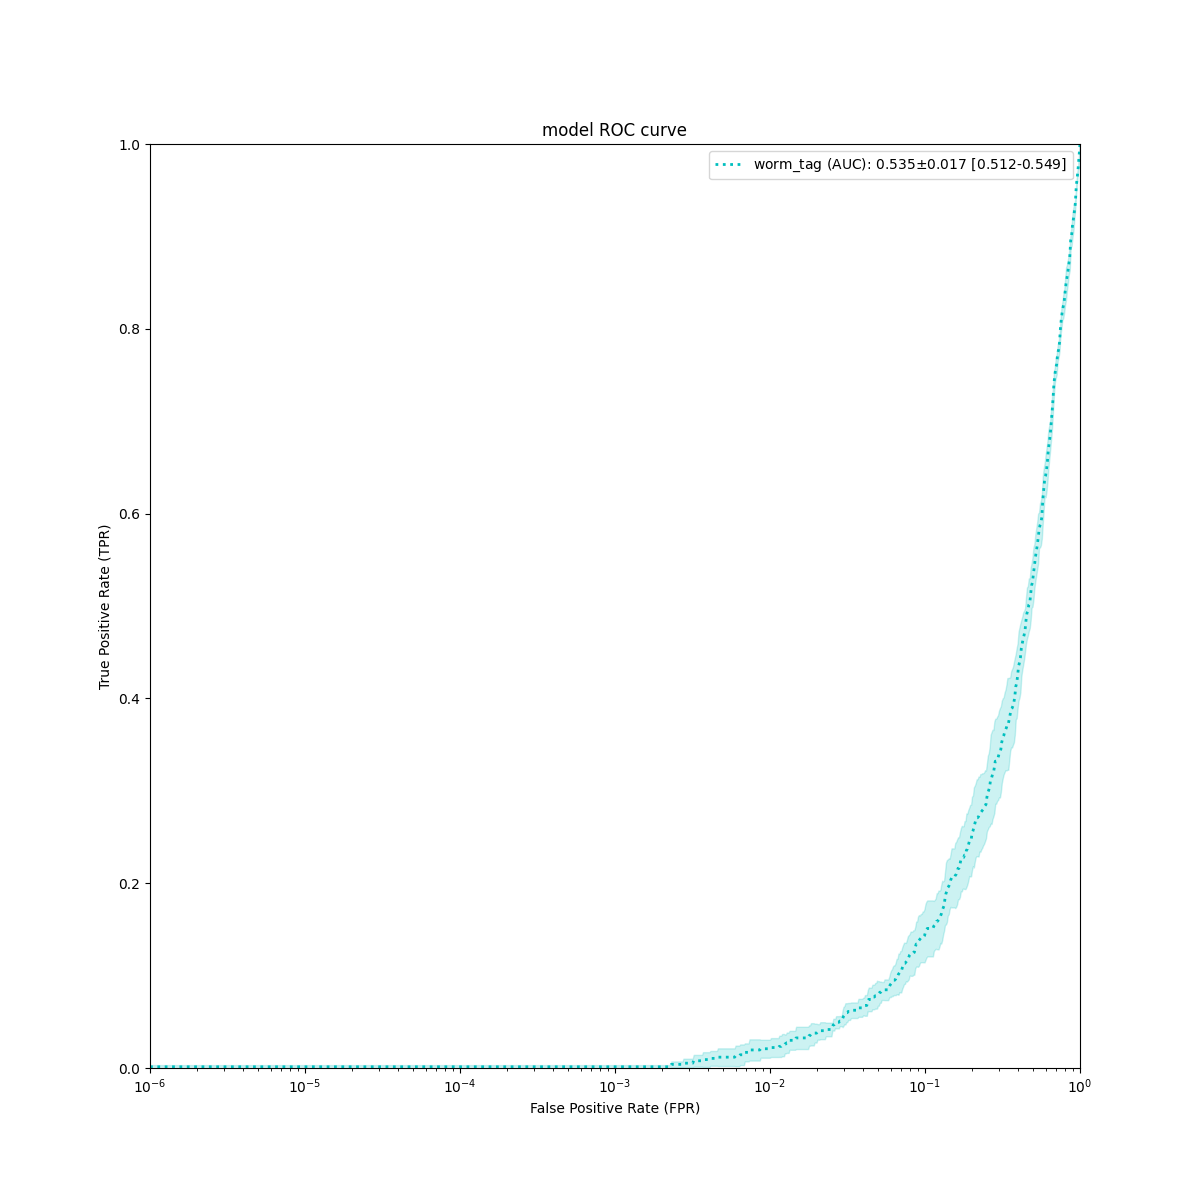 model ROC curve
worm_tag (AUC): 0.535±0.017 [0.512-0.549]
1.0
0.8
0.6
0.4
0.2
0.0
True Positive Rate (TPR)
10⁻⁶ 10⁻⁵ 10⁻⁴ 10⁻³ 10⁻² 10⁻¹ 10⁰
False Positive Rate (FPR)